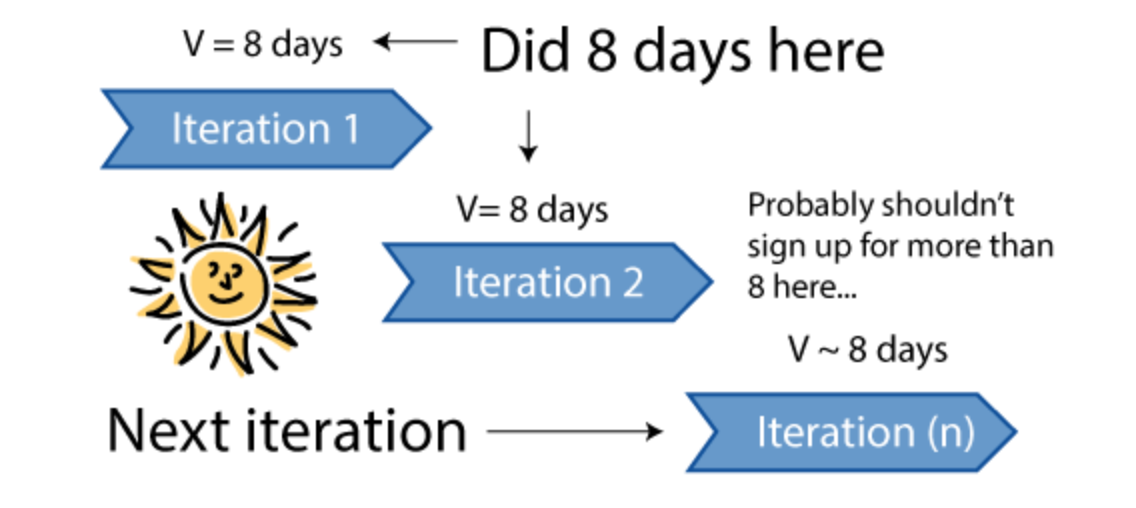 V = 8 days
Did 8 days here
Iteration 1
V= 8 days
Probably shouldn't
sign up for more than
8 here...
Iteration 2
V ~ 8 days
Next iteration
Iteration (n)